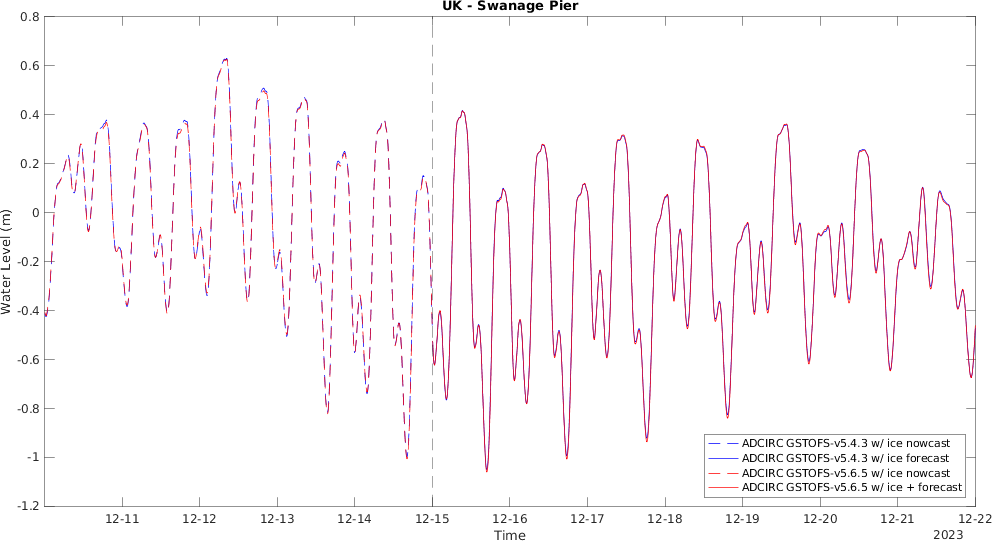 UK - Swanage Pier
0.8
0.6
0.4
0.2
0
-0.2
-0.4
-0.6
-0.8
-1
-1.2
Water Level (m)
ADCIRC GSTOFS-v5.4.3 w/ ice nowcast
ADCIRC GSTOFS-v5.4.3 w/ ice forecast
ADCIRC GSTOFS-v5.6.5 w/ ice nowcast
ADCIRC GSTOFS-v5.6.5 w/ ice + forecast
12-11 12-12 12-13 12-14 12-15 12-16 12-17 12-18 12-19 12-20 12-21 12-22
Time
2023